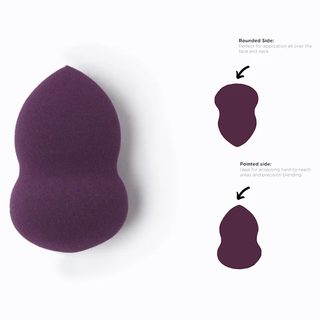 Rounded Side:
Perfect for application all over the
face and neck.
Pointed side:
Ideal for accessing hard-to-reach
areas and precision blending.